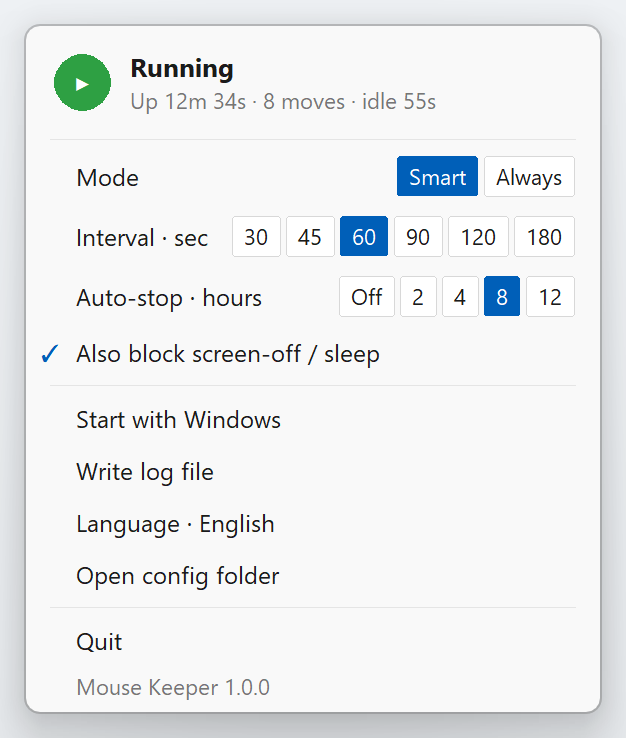 Running
Up 12m 34s · 8 moves · idle 55s
Mode Smart Always
Interval · sec 30 45 60 90 120 180
Auto-stop · hours Off 2 4 8 12
✓ Also block screen-off / sleep
Start with Windows
Write log file
Language · English
Open config folder
Quit
Mouse Keeper 1.0.0